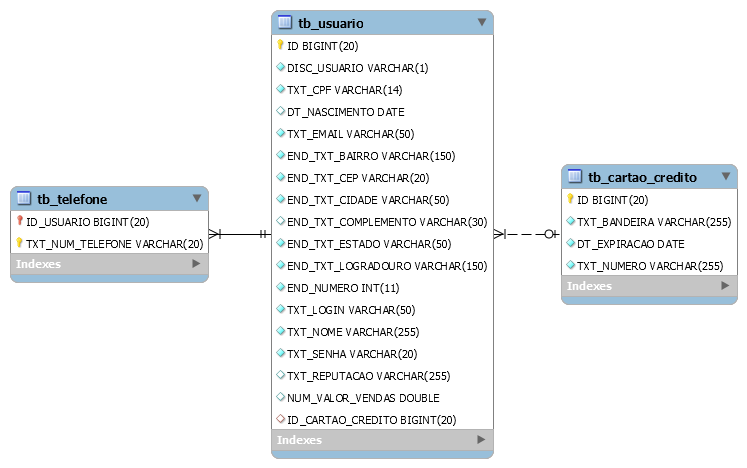 tb_usuario
ID BIGINT(20)
DISC_USUARIO VARCHAR(1)
TXT_CPF VARCHAR(14)
DT_NASCIMENTO DATE
TXT_EMAIL VARCHAR(50)
END_TXT_BAIRRO VARCHAR(150)
END_TXT_CEP VARCHAR(20)
END_TXT_CIDADE VARCHAR(50)
END_TXT_COMPLEMENTO VARCHAR(30)
END_TXT_ESTADO VARCHAR(50)
END_TXT_LOGRADOURO VARCHAR(150)
END_NUMERO INT(11)
TXT_LOGIN VARCHAR(50)
TXT_NOME VARCHAR(255)
TXT_SENHA VARCHAR(20)
TXT_REPUTACAO VARCHAR(255)
NUM_VALOR_VENDAS DOUBLE
ID_CARTAO_CREDITO BIGINT(20)
Indexes
tb_telefone
ID_USUARIO BIGINT(20)
TXT_NUM_TELEFONE VARCHAR(20)
Indexes
tb_cartao_credito
ID BIGINT(20)
TXT_BANDEIRA VARCHAR(255)
DT_EXPIRACAO DATE
TXT_NUMERO VARCHAR(255)
Indexes